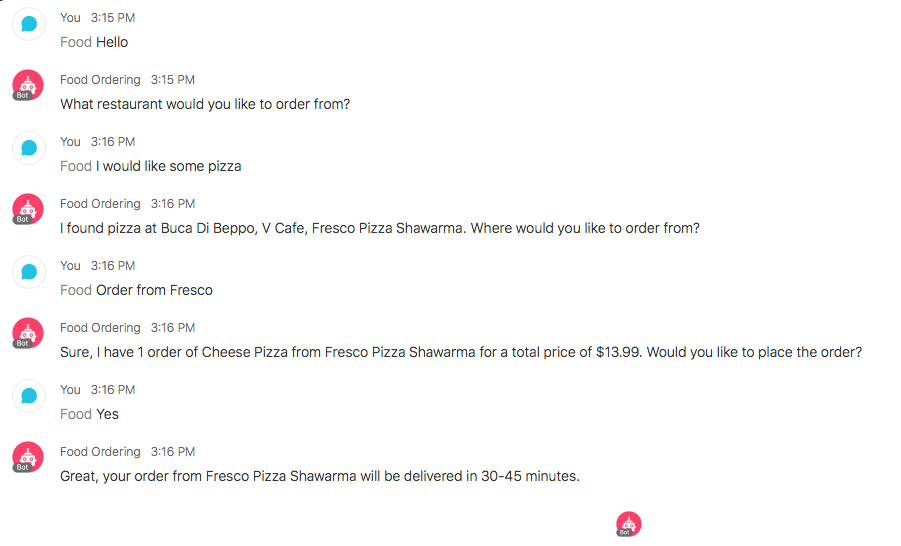 You 3:15 PM
Food Hello
Food Ordering 3:15 PM
Bot
What restaurant would you like to order from?
You 3:16 PM
Food I would like some pizza
Food Ordering 3:16 PM
Bot
I found pizza at Buca Di Beppo, V Cafe, Fresco Pizza Shawarma. Where would you like to order from?
You 3:16 PM
Food Order from Fresco
Food Ordering 3:16 PM
Bot
Sure, I have 1 order of Cheese Pizza from Fresco Pizza Shawarma for a total price of $13.99. Would you like to place the order?
You 3:16 PM
Food Yes
Food Ordering 3:16 PM
Bot
Great, your order from Fresco Pizza Shawarma will be delivered in 30-45 minutes.
Bot